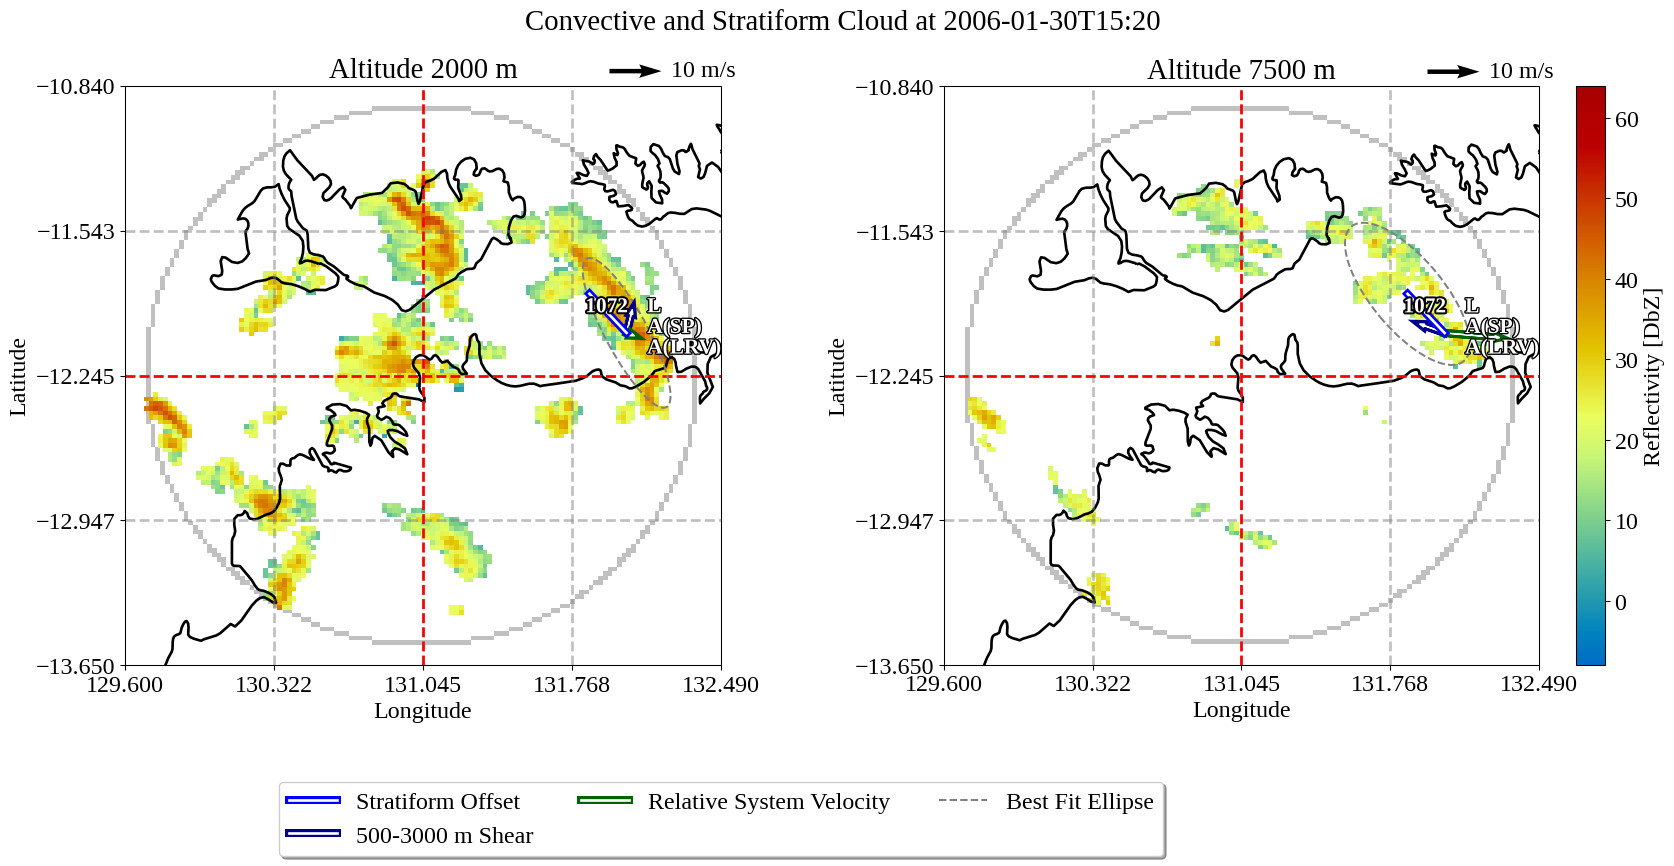 Convective and Stratiform Cloud at 2006-01-30T15:20
Altitude 2000 m
10 m/s
−10.840
−11.543
−12.245
−12.947
−13.650
Latitude
129.600
130.322
131.045
131.768
132.490
Longitude
1072
L
A(SP)
A(LRV)
Altitude 7500 m
10 m/s
−10.840
−11.543
−12.245
−12.947
−13.650
Latitude
129.600
130.322
131.045
131.768
132.490
Longitude
1072
L
A(SP)
A(LRV)
60
50
40
30
20
10
0
Reflectivity [DbZ]
Stratiform Offset
Relative System Velocity
Best Fit Ellipse
500-3000 m Shear